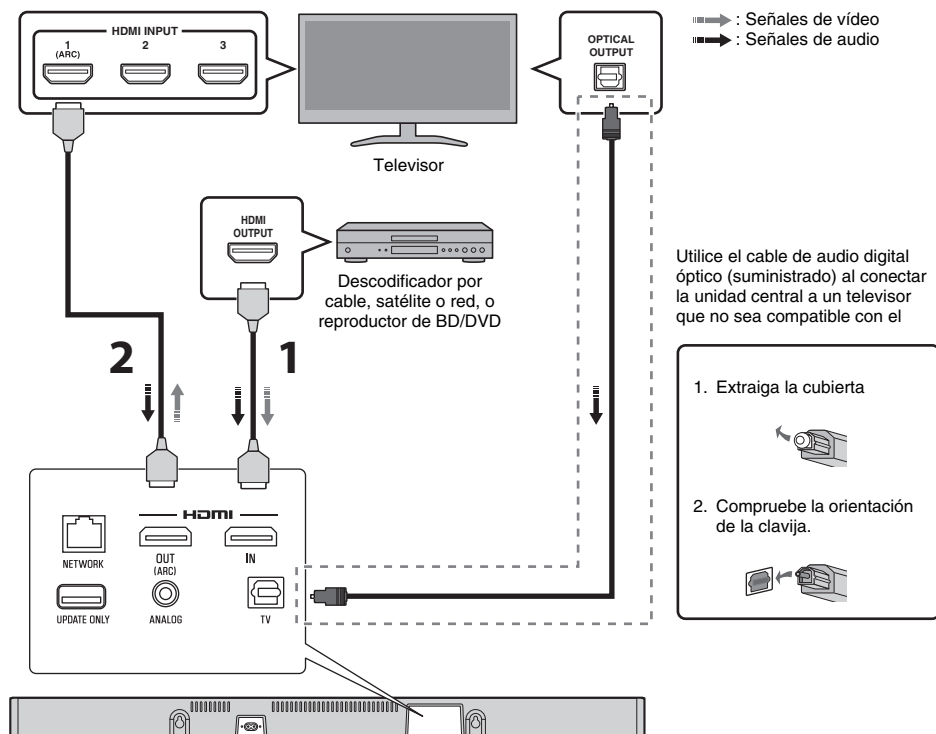 HDMI INPUT
1
(ARC)
2
3
OPTICAL
OUTPUT
: Señales de vídeo
: Señales de audio
Televisor
HDMI
OUTPUT
Descodificador por
cable, satélite o red, o
reproductor de BD/DVD
Utilice el cable de audio digital
óptico (suministrado) al conectar
la unidad central a un televisor
que no sea compatible con el
2
1
1. Extraiga la cubierta
2. Compruebe la orientación
de la clavija.
HDMI
NETWORK
OUT
(ARC)
IN
UPDATE ONLY
ANALOG
TV